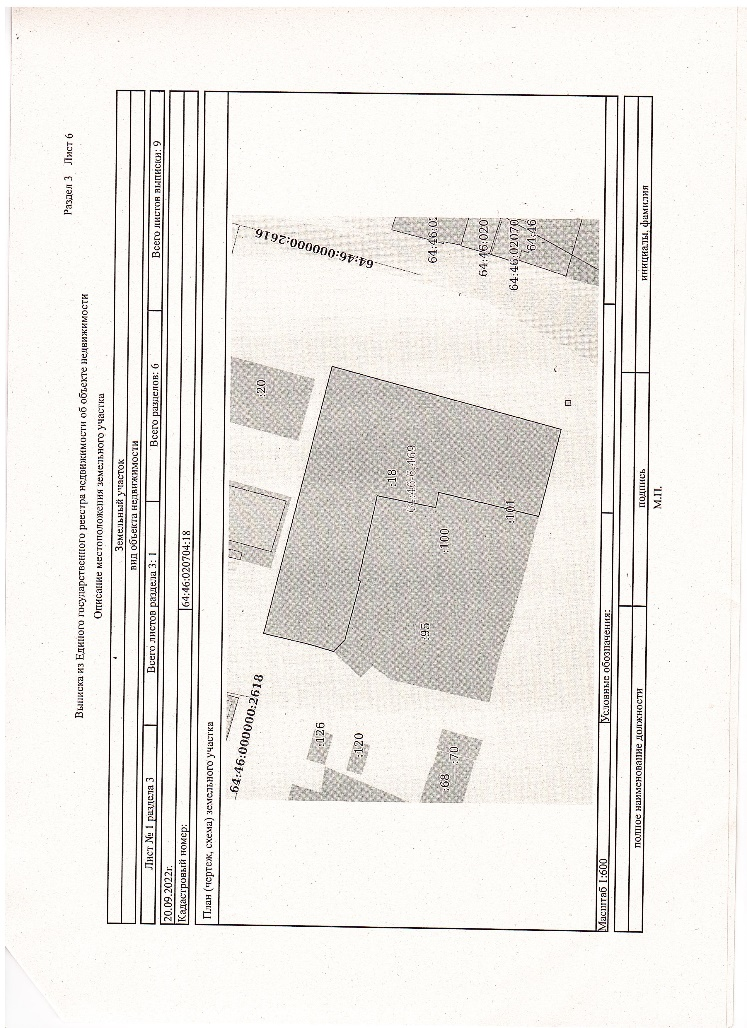 Раздел 3 Лист 6
Выписка из Единого государственного реестра недвижимости об объекте недвижимости
Описание местоположения земельного участка
Земельный участок
вид объекта недвижимости
Лист № 1 раздела 3
Всего листов раздела 3: 1
Всего разделов: 6
Всего листов выписки: 9
20.09.2022г.
Кадастровый номер:
64:46:020704:18
План (чертеж, схема) земельного участка
64:46:000000:2618
64:46:000000:2616
:20
:126
:120
:68
:70
:18
:100
:101
:95
64:46:02
64:46:020
64:46:02070
64:46
Масштаб 1:600
Условные обозначения:
полное наименование должности
подпись
инициалы, фамилия
М.П.